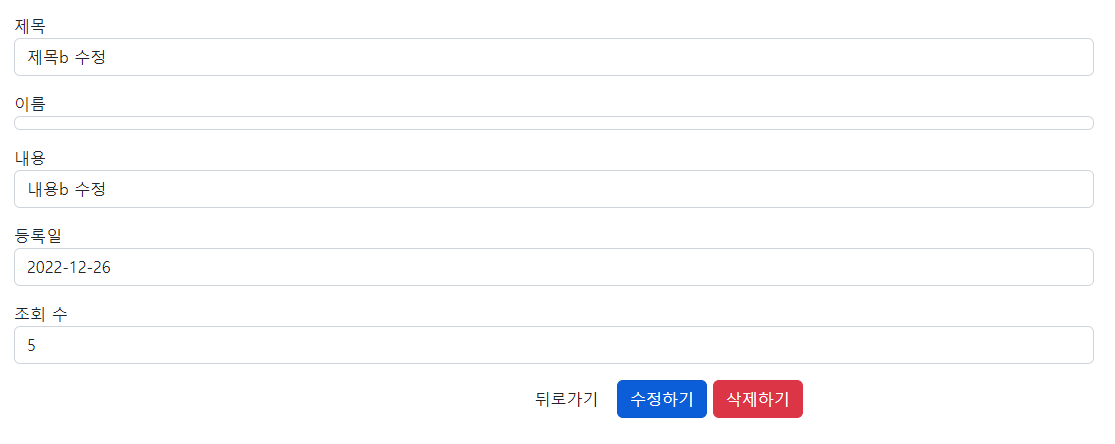 제목
제목b 수정
이름
내용
내용b 수정
등록일
2022-12-26
조회 수
5
뒤로가기 수정하기 삭제하기